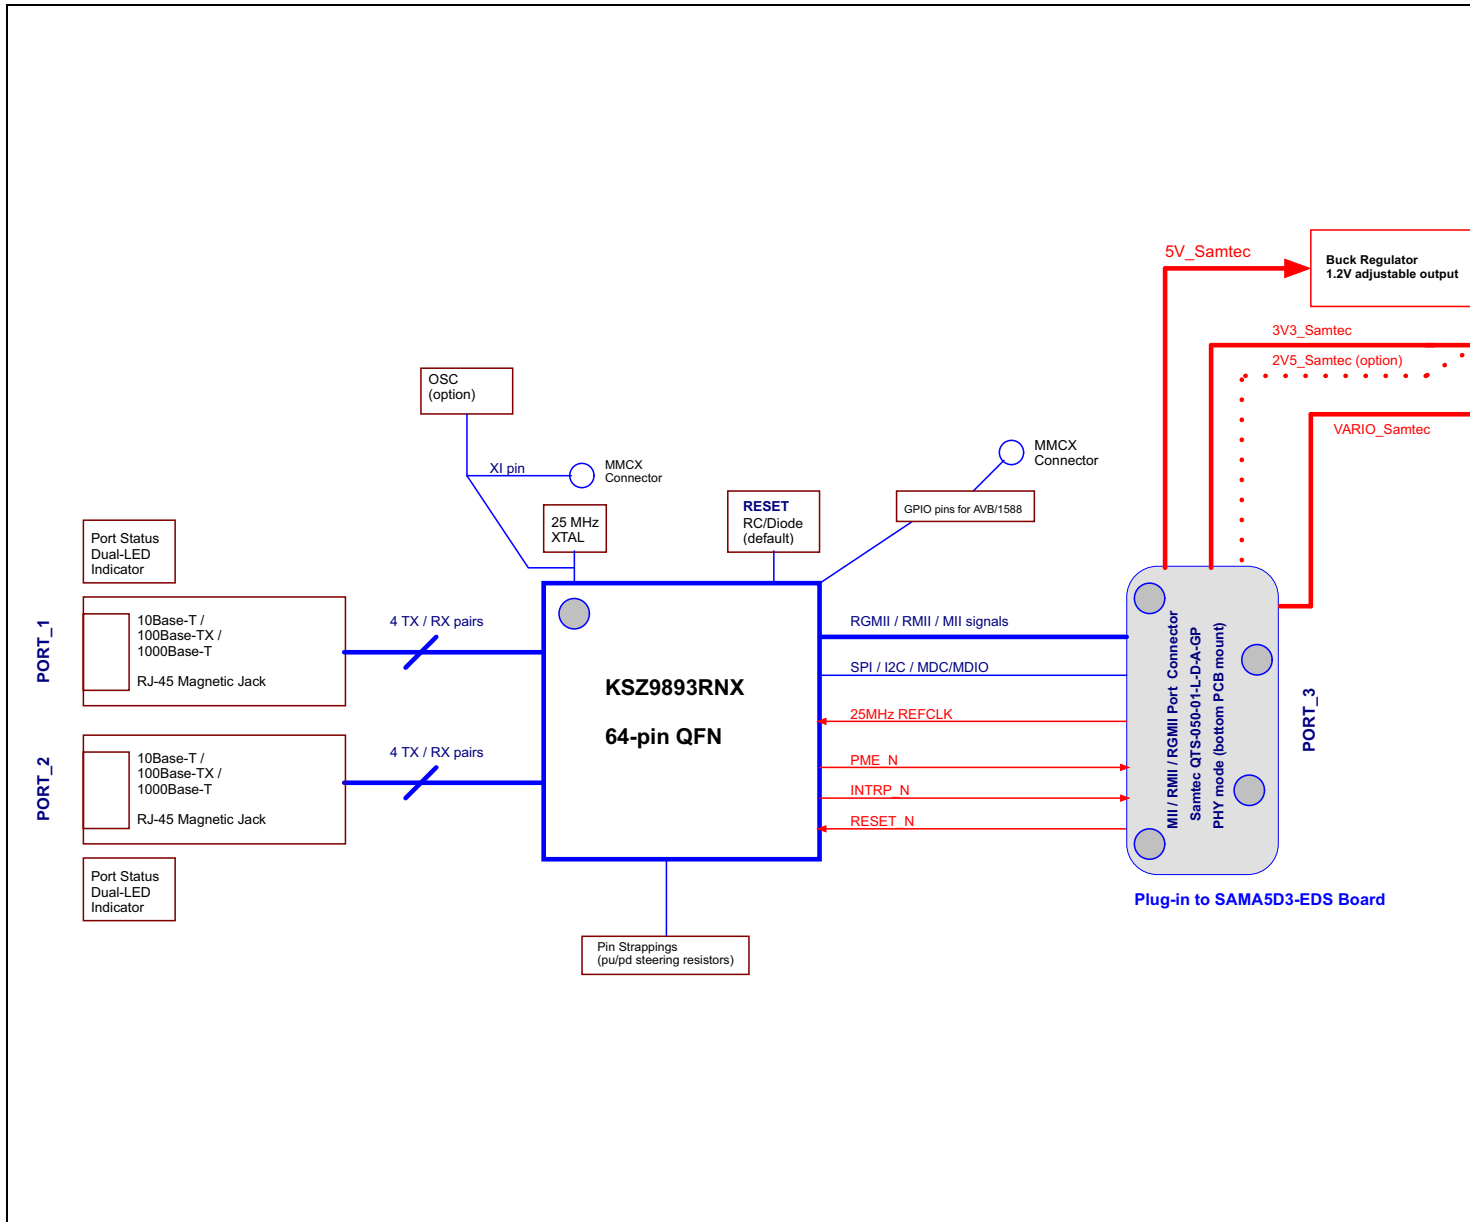 5V_Samtec
Buck Regulator
1.2V adjustable output
3V3_Samtec
2V5_Samtec (option)
VARIO_Samtec
OSC
(option)
XI pin
MMCX
Connector
MMCX
Connector
25 MHz
XTAL
RESET
RC/Diode
(default)
GPIO pins for AVB/1588
Port Status
Dual-LED
Indicator
PORT_1
10Base-T /
100Base-TX /
1000Base-T
RJ-45 Magnetic Jack
4 TX / RX pairs
PORT_2
10Base-T /
100Base-TX /
1000Base-T
RJ-45 Magnetic Jack
4 TX / RX pairs
Port Status
Dual-LED
Indicator
KSZ9893RNX
64-pin QFN
RGMII / RMII / MII signals
SPI / I2C / MDC/MDIO
25MHz REFCLK
PME_N
INTRP_N
RESET_N
MII / RMII / RGMII Port Connector
Samtec QTS-050-01-L-D-A-GP
PHY mode (bottom PCB mount)
PORT_3
Plug-in to SAMA5D3-EDS Board
Pin Strappings
(pu/pd steering resistors)